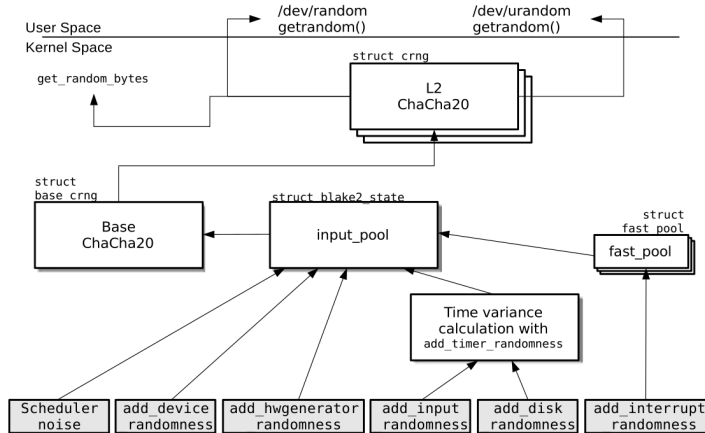 /dev/random
getrandom()
/dev/urandom
getrandom()
User Space
Kernel Space
struct crng
get_random_bytes
L2
ChaCha20
struct
base_crng
struct blake2_state
struct
fast_pool
Base
ChaCha20
input_pool
fast_pool
Time variance
calculation with
add_timer_randomness
Scheduler
noise
add_device
randomness
add_hwgenerator
randomness
add_input
randomness
add_disk
randomness
add_interrupt
randomness